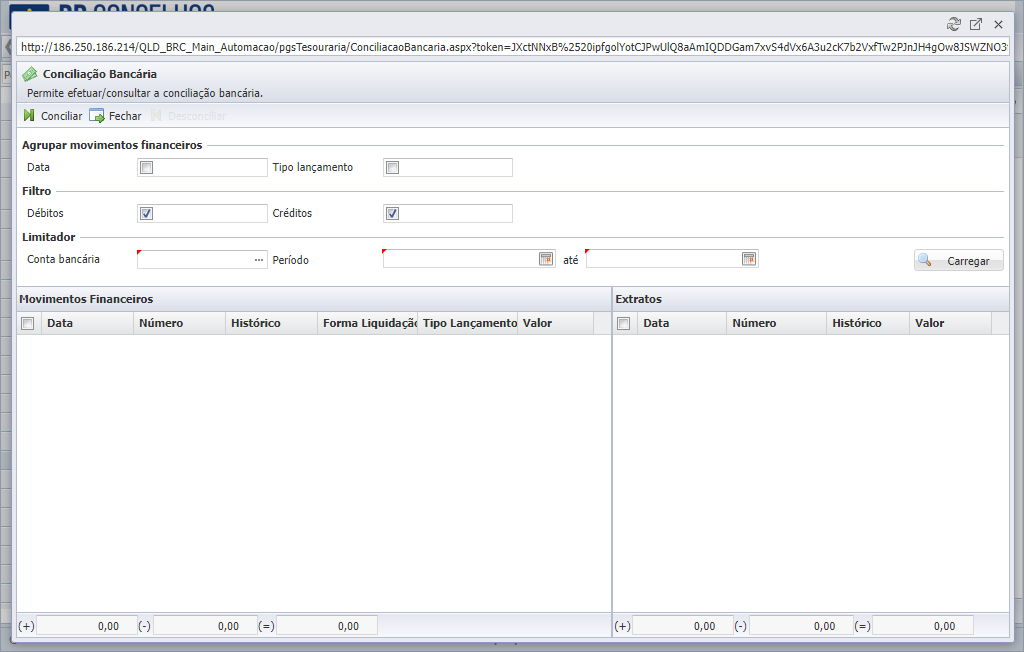 http://186.250.186.214/QLD_BRC_Main_Automacao/pgsTesouraria/ConciliacaoBancaria.aspx?token=JXctNNxB%2520ipfgolYotCJPwUlQ8aAmIQDDGam7xvS4dVx6A3u2cK7b2VxfTw2PJnJH4gOw8JSWZNO3
Conciliação Bancária
Permite efetuar/consultar a conciliação bancária.
Conciliar Fechar Desconciliar
Agrupar movimentos financeiros
Data Tipo lançamento
Filtro
Débitos Créditos
Limitador
Conta bancária ... Período até Carregar
Movimentos Financeiros Extratos
Data Número Histórico Forma Liquidação Tipo Lançamento Valor Data Número Histórico Valor
(+) 0,00 (-) 0,00 (=) 0,00 (+) 0,00 (-) 0,00 (=) 0,00